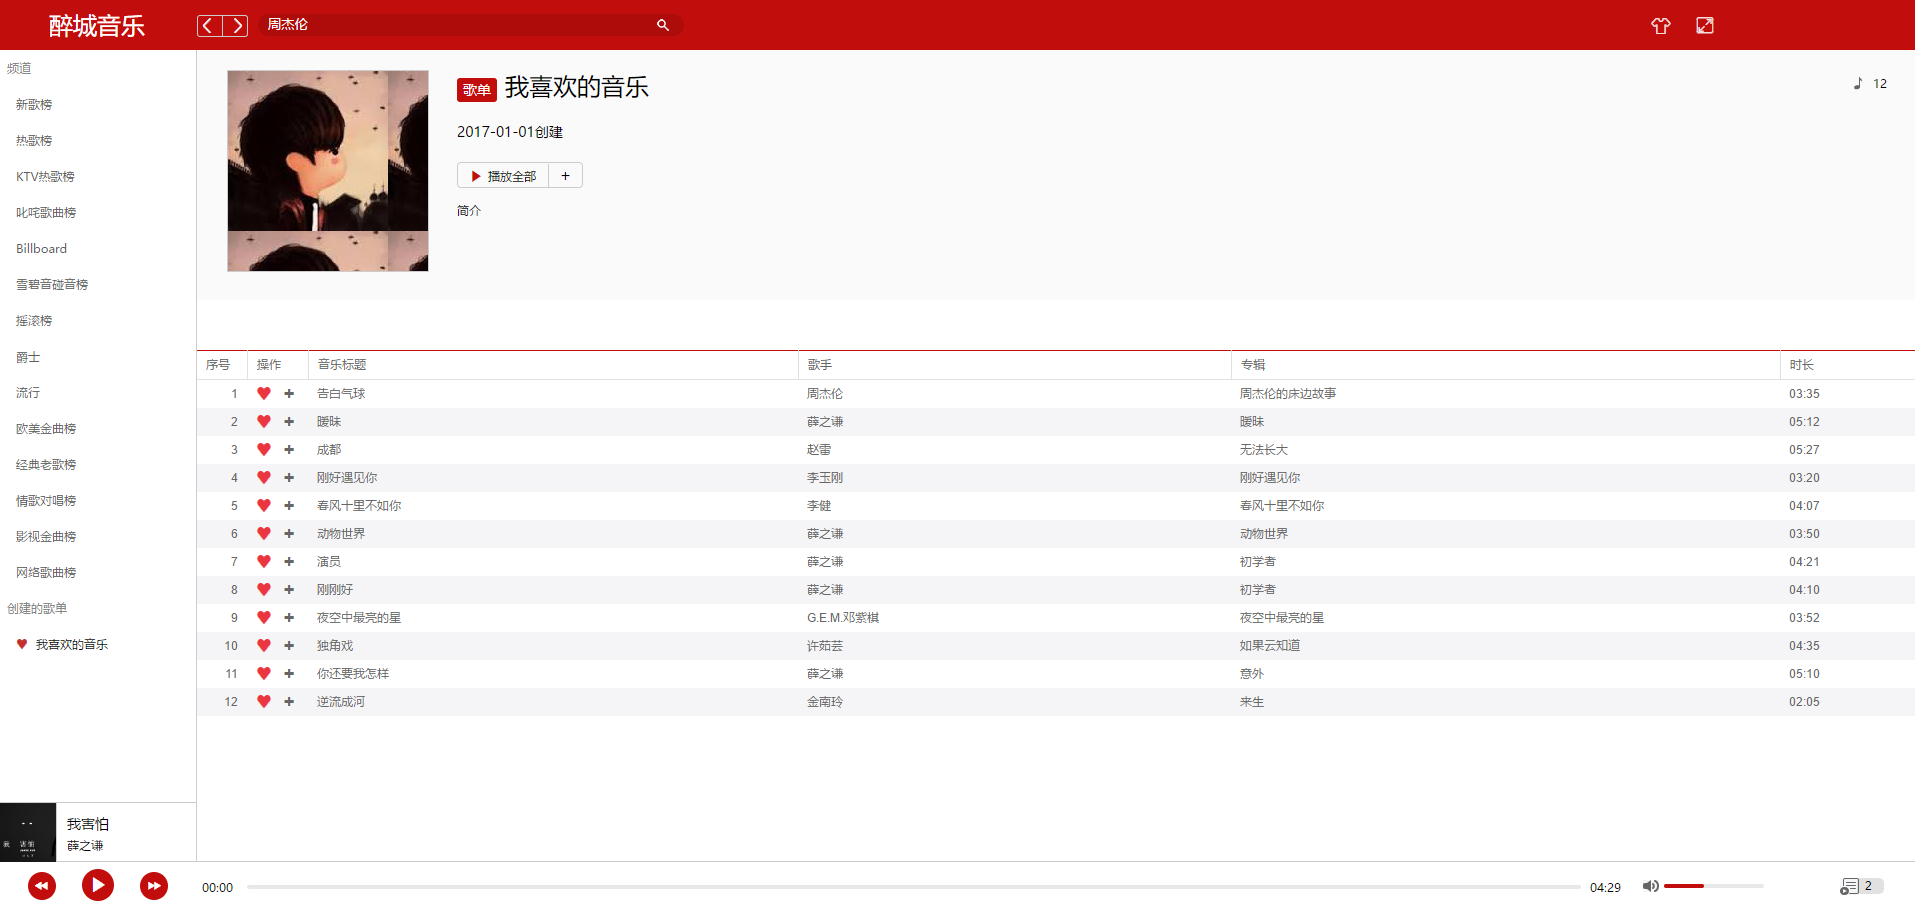 醉城音乐
周杰伦
频道
新歌榜
热歌榜
KTV热歌榜
叱咤歌曲榜
Billboard
雪碧音碰音榜
摇滚榜
爵士
流行
欧美金曲榜
经典老歌榜
情歌对唱榜
影视金曲榜
网络歌曲榜
创建的歌单
我喜欢的音乐
歌单 我喜欢的音乐
12
2017-01-01创建
播放全部 +
简介
序号 操作 音乐标题 歌手 专辑 时长
1 告白气球 周杰伦 周杰伦的床边故事 03:35
2 暧昧 薛之谦 暧昧 05:12
3 成都 赵雷 无法长大 05:27
4 刚好遇见你 李玉刚 刚好遇见你 03:20
5 春风十里不如你 李健 春风十里不如你 04:07
6 动物世界 薛之谦 动物世界 03:50
7 演员 薛之谦 初学者 04:21
8 刚刚好 薛之谦 初学者 04:10
9 夜空中最亮的星 G.E.M.邓紫棋 夜空中最亮的星 03:52
10 独角戏 许茹芸 如果云知道 04:35
11 你还要我怎样 薛之谦 意外 05:10
12 逆流成河 金南玲 来生 02:05
我 害怕
我害怕
薛之谦
00:00
04:29
2